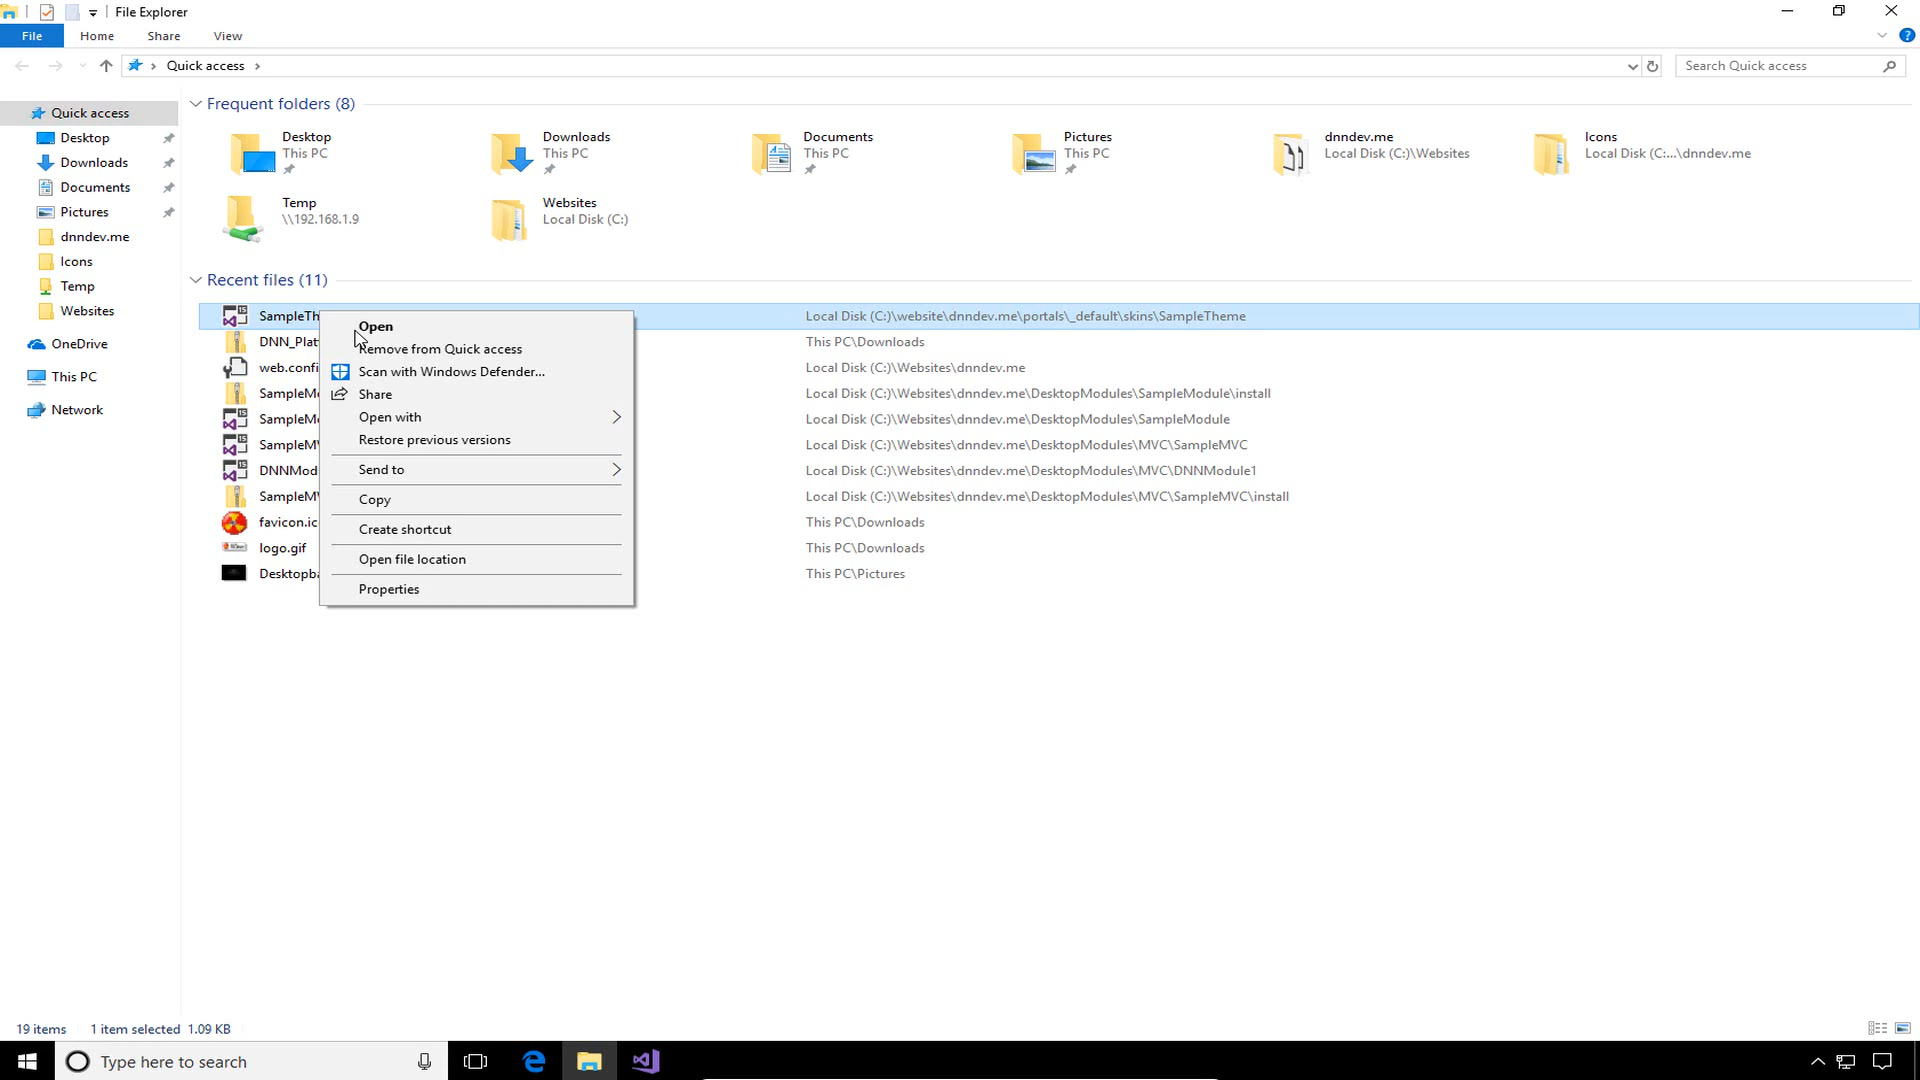 File Explorer
File Home Share View
Quick access
Search Quick access
Quick access
Desktop
Downloads
Documents
Pictures
dnndev.me
Icons
Temp
Websites
OneDrive
This PC
Network
Frequent folders (8)
Desktop
This PC
Downloads
This PC
Documents
This PC
Pictures
This PC
dnndev.me
Local Disk (C:)\Websites
Icons
Local Disk (C:...\dnndev.me
Temp
\\192.168.1.9
Websites
Local Disk (C:)
Recent files (11)
SampleTh Local Disk (C:)\website\dnndev.me\portals\_default\skins\SampleTheme
DNN_Plat This PC\Downloads
web.confi Local Disk (C:)\Websites\dnndev.me
SampleMo Local Disk (C:)\Websites\dnndev.me\DesktopModules\SampleModule\install
SampleMo Local Disk (C:)\Websites\dnndev.me\DesktopModules\SampleModule
SampleMV Local Disk (C:)\Websites\dnndev.me\DesktopModules\MVC\SampleMVC
DNNMod Local Disk (C:)\Websites\dnndev.me\DesktopModules\MVC\DNNModule1
SampleMV Local Disk (C:)\Websites\dnndev.me\DesktopModules\MVC\SampleMVC\install
favicon.ic This PC\Downloads
logo.gif This PC\Downloads
Desktopba This PC\Pictures
Open
Remove from Quick access
Scan with Windows Defender...
Share
Open with
Restore previous versions
Send to
Copy
Create shortcut
Open file location
Properties
19 items 1 item selected 1.09 KB
Type here to search